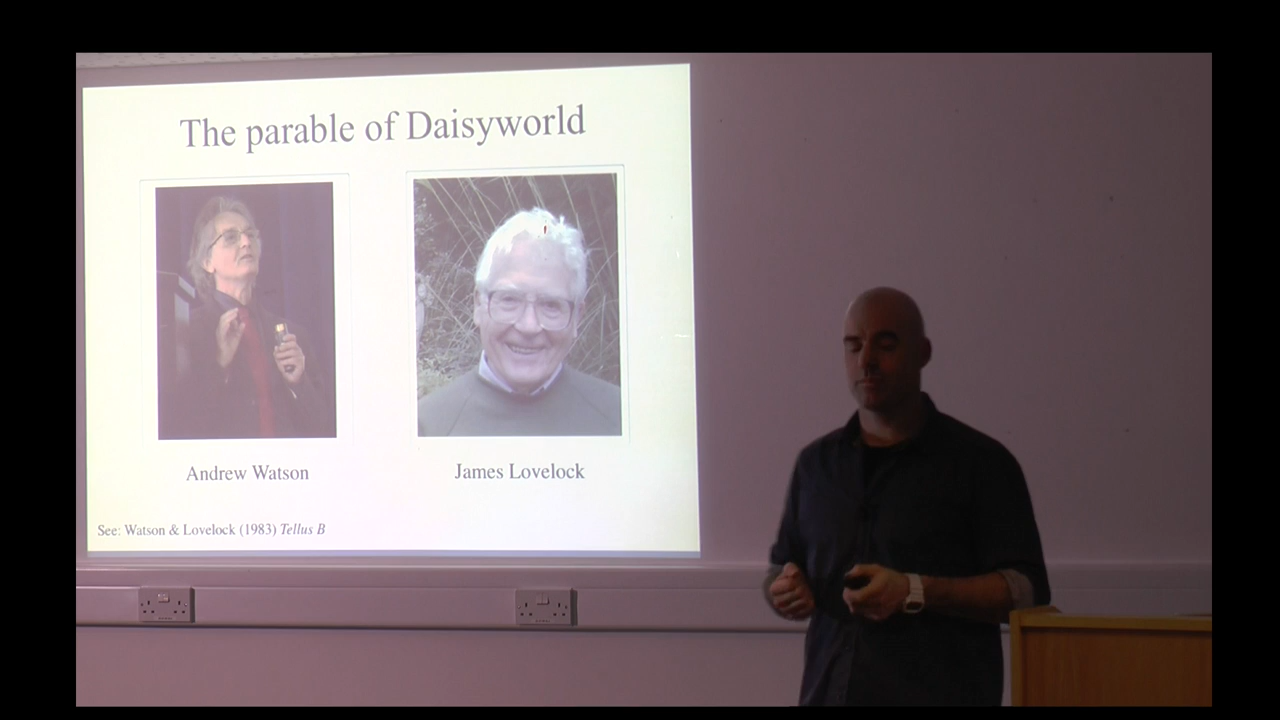 The parable of Daisyworld
Andrew Watson
James Lovelock
See: Watson & Lovelock (1983) Tellus B